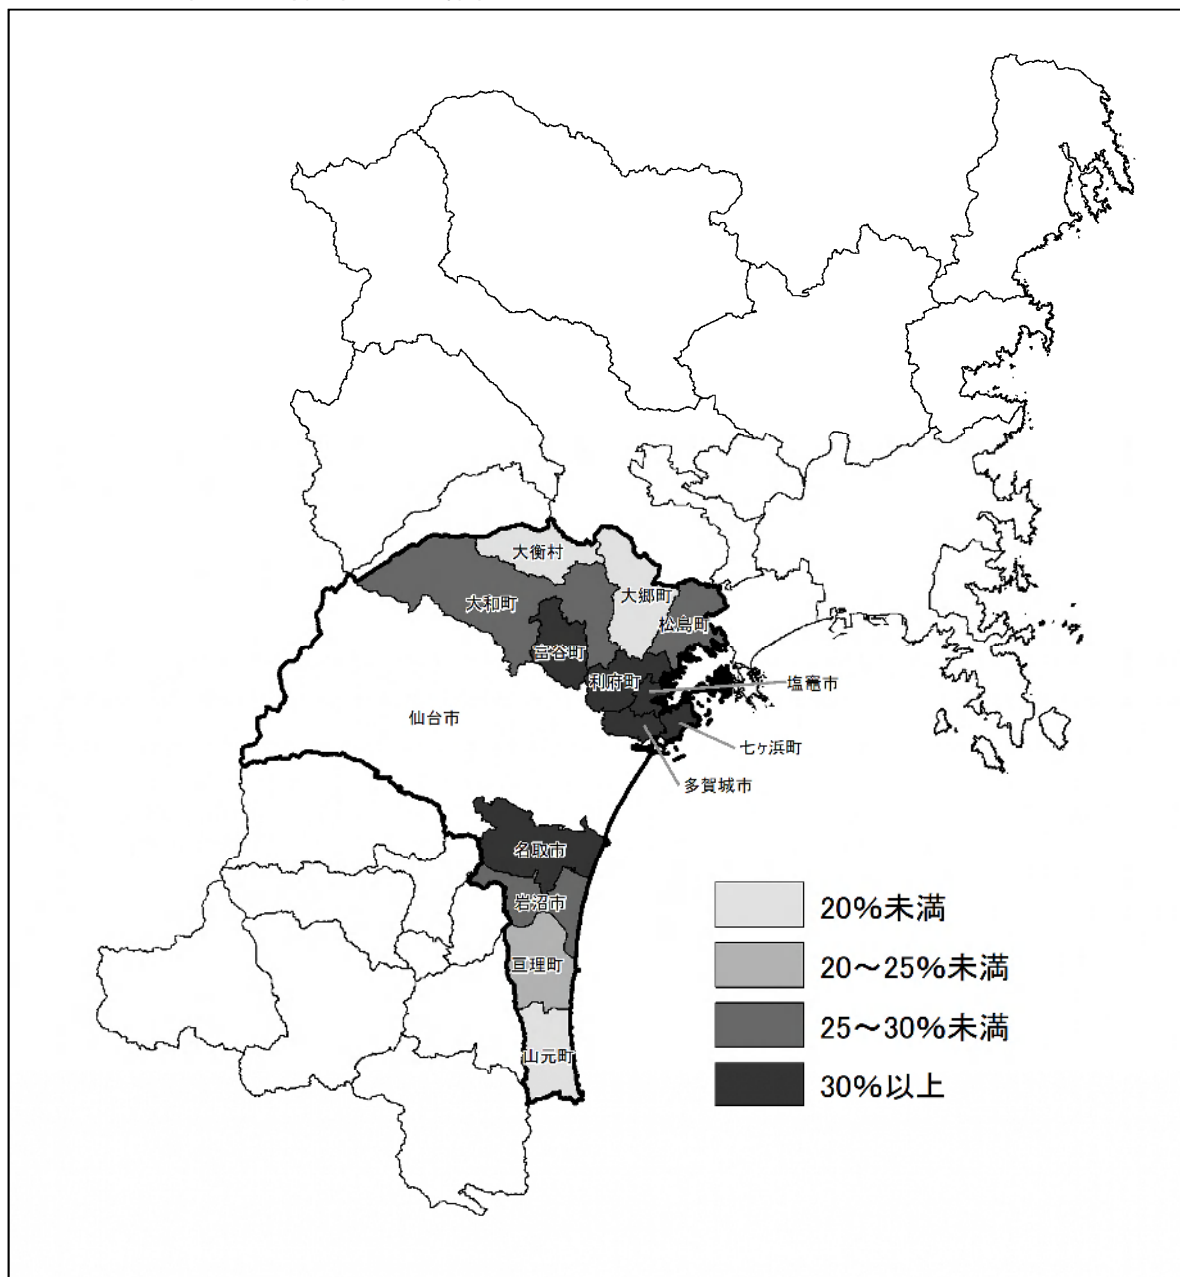 大衡村
大郷町
大和町
松島町
富谷町
利府町
塩竈市
仙台市
七ヶ浜町
多賀城市
名取市
岩沼市
亘理町
山元町
20%未満
20～25%未満
25～30%未満
30%以上